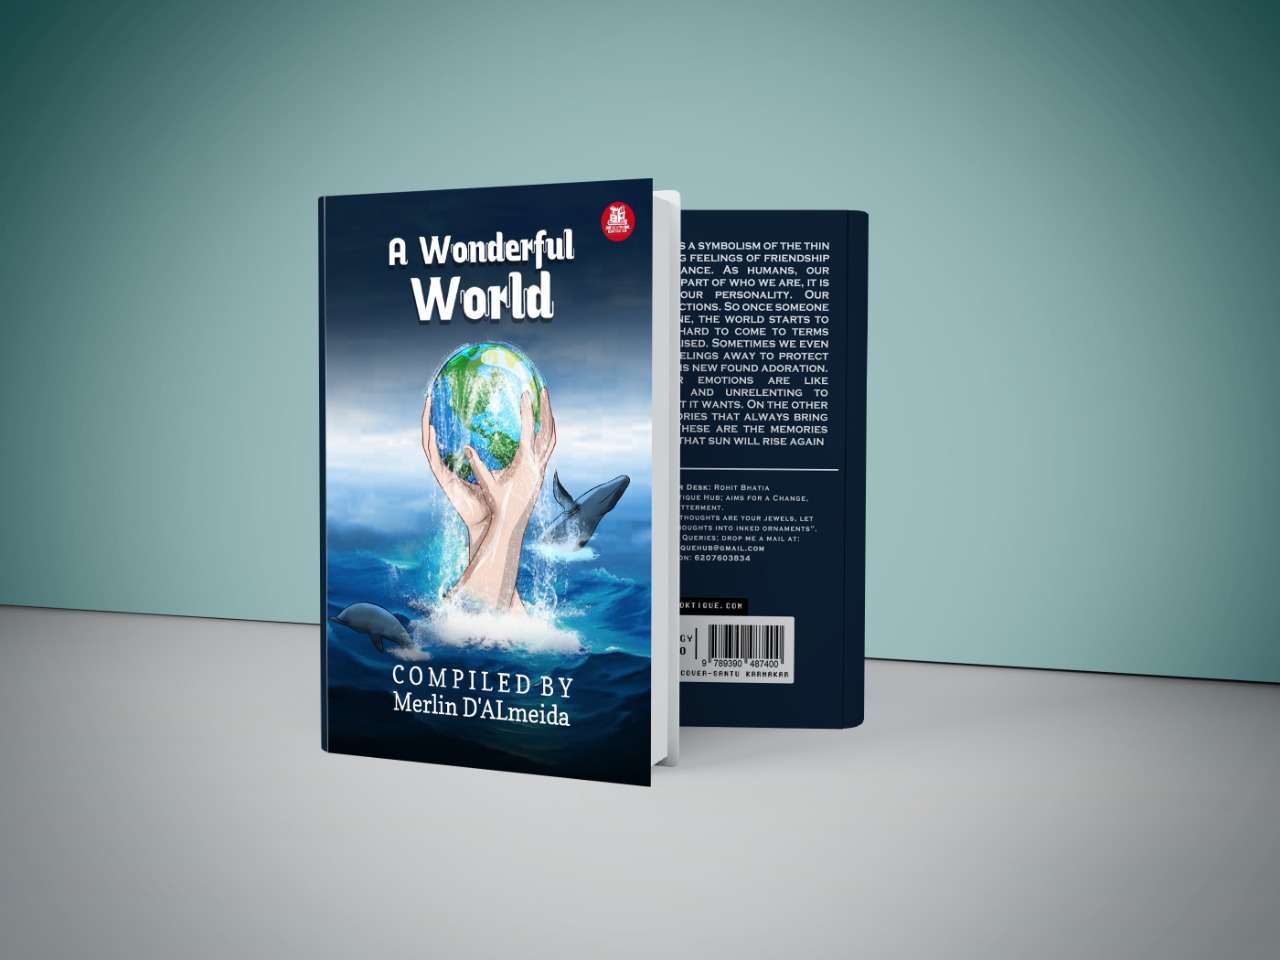 A Wonderful
World
COMPILED BY
Merlin D'ALmeida
S A SYMBOLISM OF THE THIN
G FEELINGS OF FRIENDSHIP
ANCE. AS HUMANS, OUR
PART OF WHO WE ARE, IT IS
OUR PERSONALITY. OUR
CTIONS. SO ONCE SOMEONE
NE, THE WORLD STARTS TO
HARD TO COME TO TERMS
ISED. SOMETIMES WE EVEN
ELINGS AWAY TO PROTECT
IS NEW FOUND ADORATION.
R EMOTIONS ARE LIKE
AND UNRELENTING TO
T IT WANTS. ON THE OTHER
ORIES THAT ALWAYS BRING
THESE ARE THE MEMORIES
THAT SUN WILL RISE AGAIN
R DESK: ROHIT BHATIA
TIQUE HUB; AIMS FOR A CHANGE,
TTERMENT.
THOUGHTS ARE YOUR JEWELS, LET
HOUGHTS INTO INKED ORNAMENTS".
QUERIES; DROP ME A MAIL AT:
QUEHUB@GMAIL.COM
ON: 6207603834
OKTIQUE.COM
GY
0
9 789390 487400
COVER-SANTU KARMAKAR